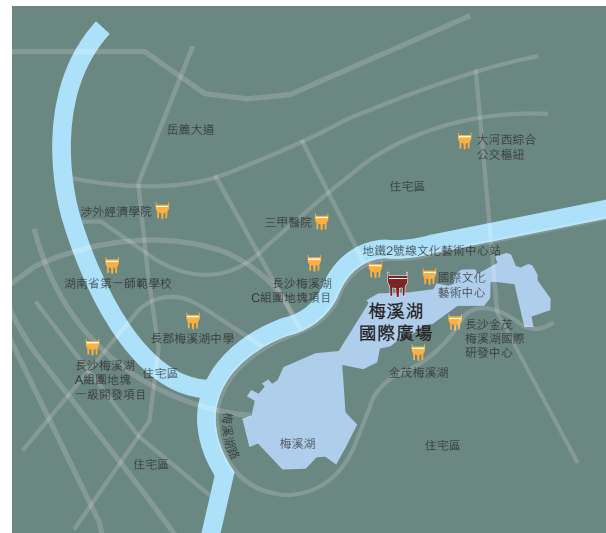 岳麓大道
大河西綜合
公交樞紐
住宅區
涉外經濟學院
三甲醫院
地鐵2號線文化藝術中心站
湖南省第一師範學校
長沙梅溪湖
C組團地塊項目
國際文化
藝術中心
梅溪湖
國際廣場
長郡梅溪湖中學
長沙金茂
梅溪湖國際
研發中心
長沙梅溪湖
A組團地塊
一級開發項目
住宅區
金茂梅溪湖
梅溪湖路
梅溪湖
住宅區
住宅區